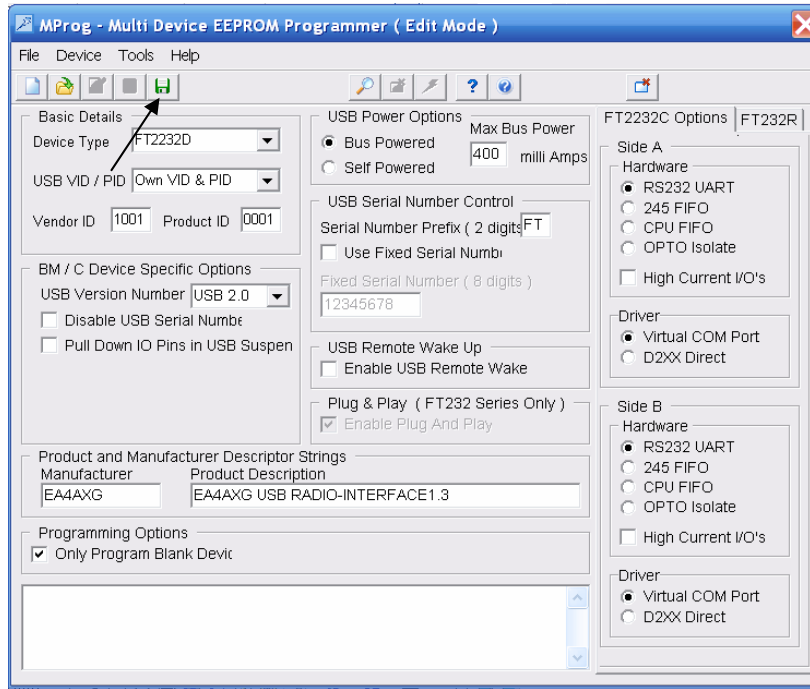 MProg - Multi Device EEPROM Programmer ( Edit Mode )
File Device Tools Help
Basic Details
Device Type FT2232D
USB VID / PID Own VID & PID
Vendor ID 1001 Product ID 0001
BM / C Device Specific Options
USB Version Number USB 2.0
Disable USB Serial Numbe
Pull Down IO Pins in USB Suspen
USB Power Options
Bus Powered
Self Powered
Max Bus Power
400 milli Amps
USB Serial Number Control
Serial Number Prefix ( 2 digits FT
Use Fixed Serial Numb
Fixed Serial Number ( 8 digits )
12345678
USB Remote Wake Up
Enable USB Remote Wake
Plug & Play ( FT232 Series Only )
Enable Plug And Play
Product and Manufacturer Descriptor Strings
Manufacturer Product Description
EA4AXG EA4AXG USB RADIO-INTERFACE1.3
Programming Options
Only Program Blank Devic
FT2232C Options FT232R
Side A
Hardware
RS232 UART
245 FIFO
CPU FIFO
OPTO Isolate
High Current I/O's
Driver
Virtual COM Port
D2XX Direct
Side B
Hardware
RS232 UART
245 FIFO
CPU FIFO
OPTO Isolate
High Current I/O's
Driver
Virtual COM Port
D2XX Direct